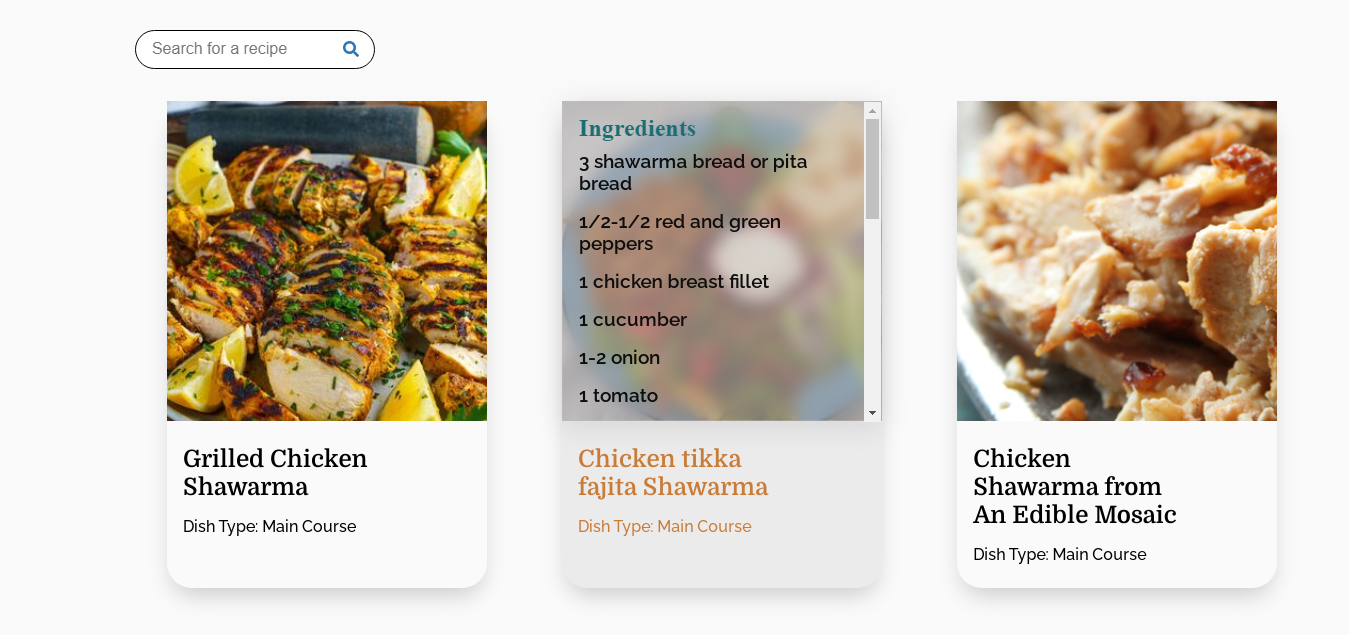 Search for a recipe
Ingredients
3 shawarma bread or pita
bread
1/2-1/2 red and green
peppers
1 chicken breast fillet
1 cucumber
1-2 onion
1 tomato
Grilled Chicken
Shawarma
Dish Type: Main Course
Chicken tikka
fajita Shawarma
Dish Type: Main Course
Chicken
Shawarma from
An Edible Mosaic
Dish Type: Main Course